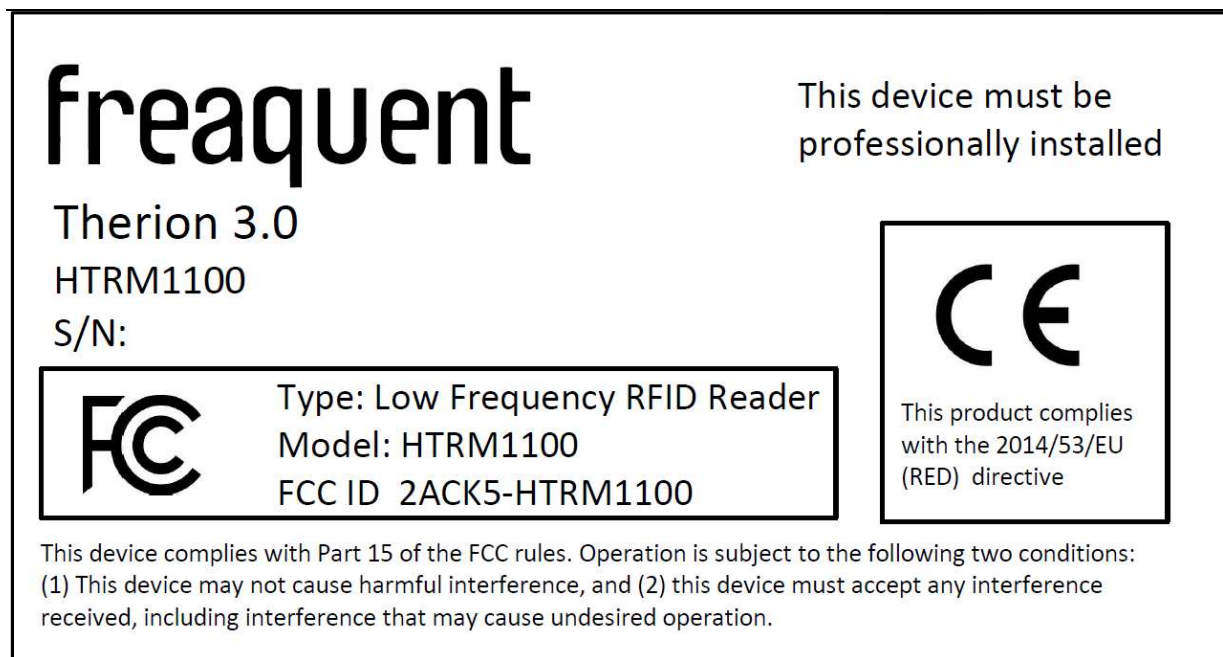 freaquent
This device must be
professionally installed
Therion 3.0
HTRM1100
S/N:
FC
Type: Low Frequency RFID Reader
Model: HTRM1100
FCC ID 2ACK5-HTRM1100
CE
This product complies
with the 2014/53/EU
(RED) directive
This device complies with Part 15 of the FCC rules. Operation is subject to the following two conditions:
(1) This device may not cause harmful interference, and (2) this device must accept any interference
received, including interference that may cause undesired operation.